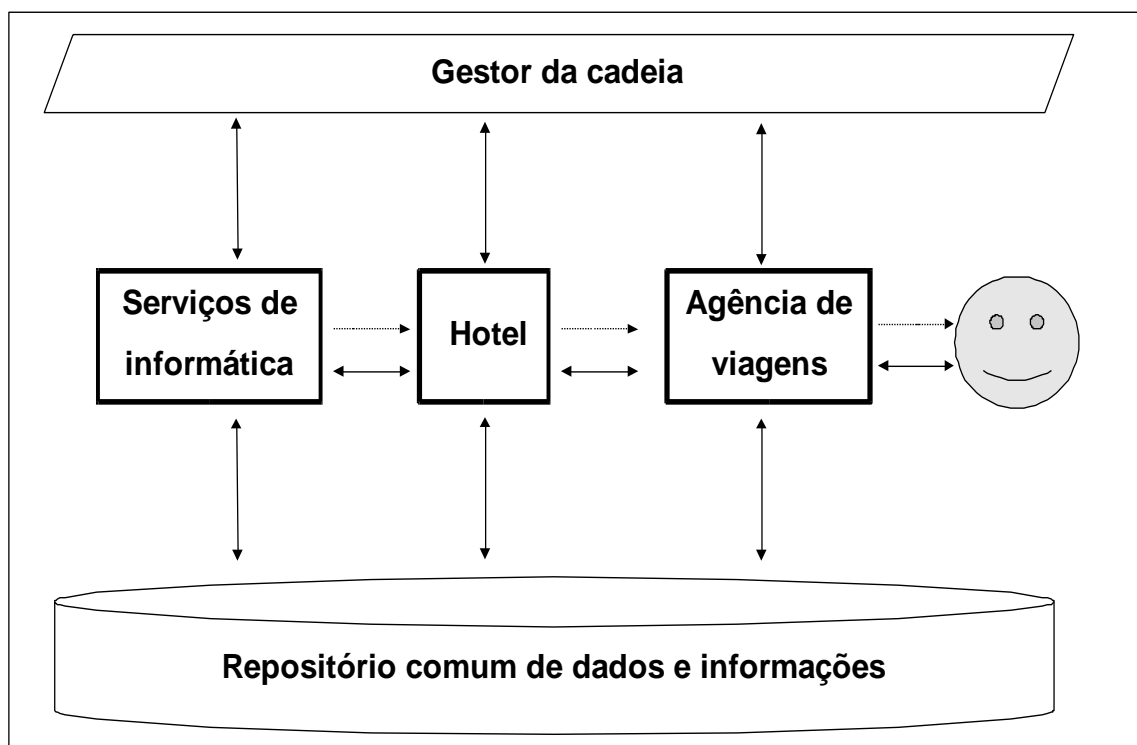 Gestor da cadeia
Serviços de
informática
Hotel
Agência de
viagens
Repositório comum de dados e informações